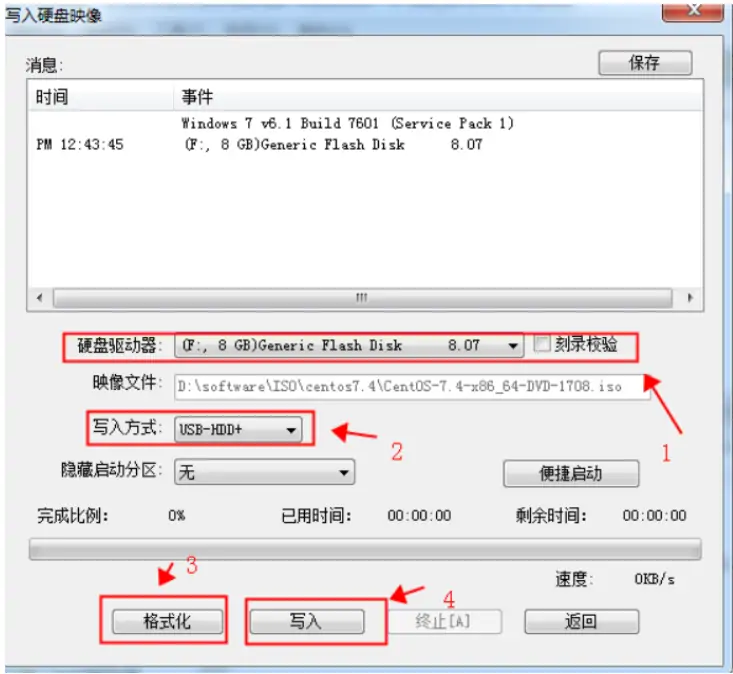 写入硬盘映像
消息:
保存
时间 事件
Windows 7 v6.1 Build 7601 (Service Pack 1)
PM 12:43:45 (F:, 8 GB)Generic Flash Disk 8.07
硬盘驱动器: (F:, 8 GB)Generic Flash Disk 8.07 刻录校验
映像文件: D:\software\ISO\centos7.4\CentOS-7.4-x86_64-DVD-1708.iso
1
写入方式: USB-HDD+
2
隐藏启动分区: 无 便捷启动
完成比例: 0% 已用时间: 00:00:00 剩余时间: 00:00:00
3
速度: 0KB/s
4
格式化 写入 终止[A] 返回